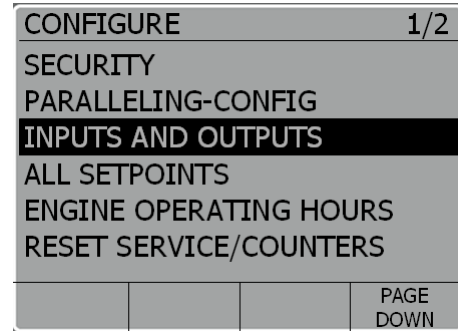 CONFIGURE 1/2
SECURITY
PARALLELING-CONFIG
INPUTS AND OUTPUTS
ALL SETPOINTS
ENGINE OPERATING HOURS
RESET SERVICE/COUNTERS
PAGE
DOWN